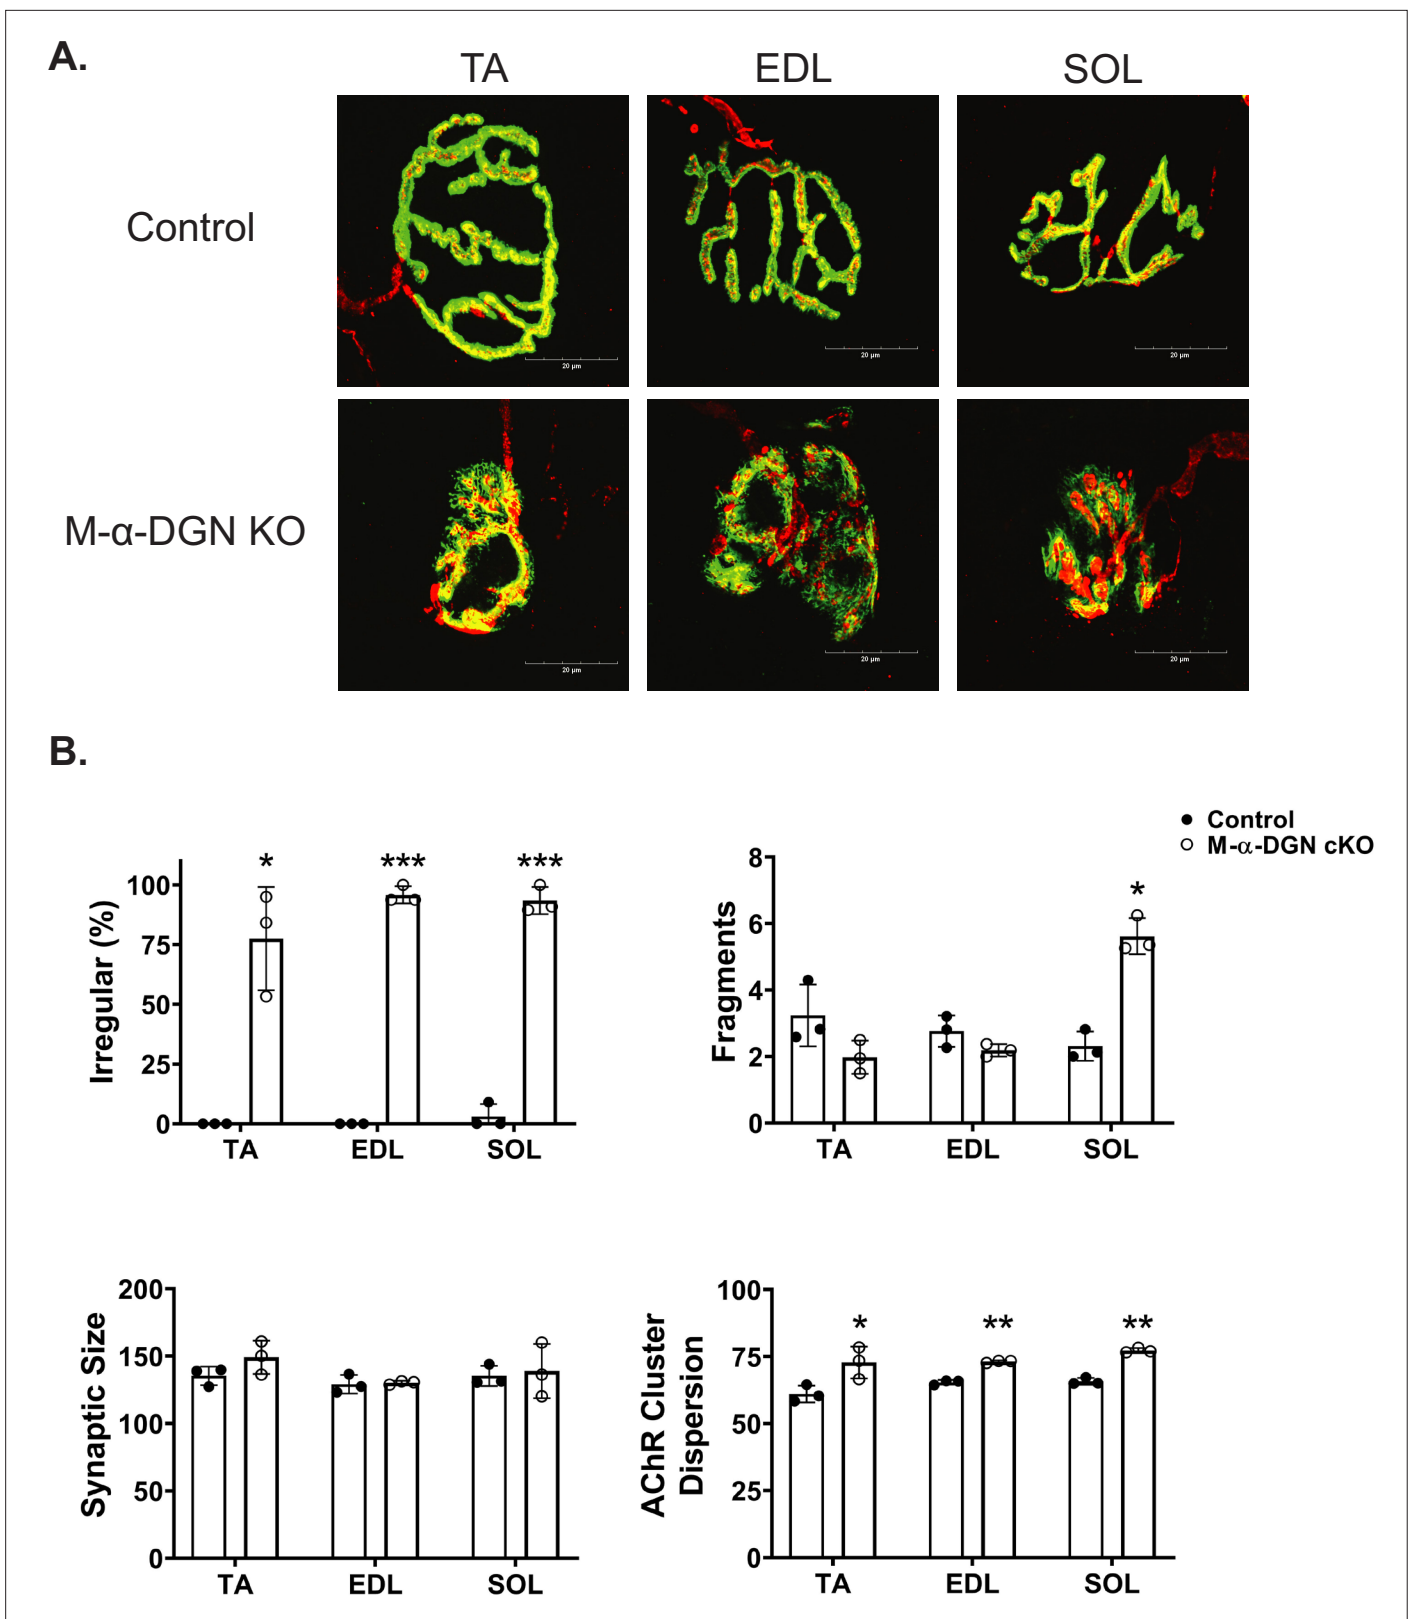 A.
TA EDL SOL
Control
20 µm 20 µm 20 µm
M-α-DGN KO
20 µm 20 µm 20 µm
B.
Control
M-α-DGN cKO
Irregular (%)
100
75
50
25
0
* *** ***
TA EDL SOL
Fragments
8
6
4
2
0
*
TA EDL SOL
Synaptic Size
200
150
100
50
0
TA EDL SOL
AChR Cluster
Dispersion
100
75
50
25
0
* ** **
TA EDL SOL